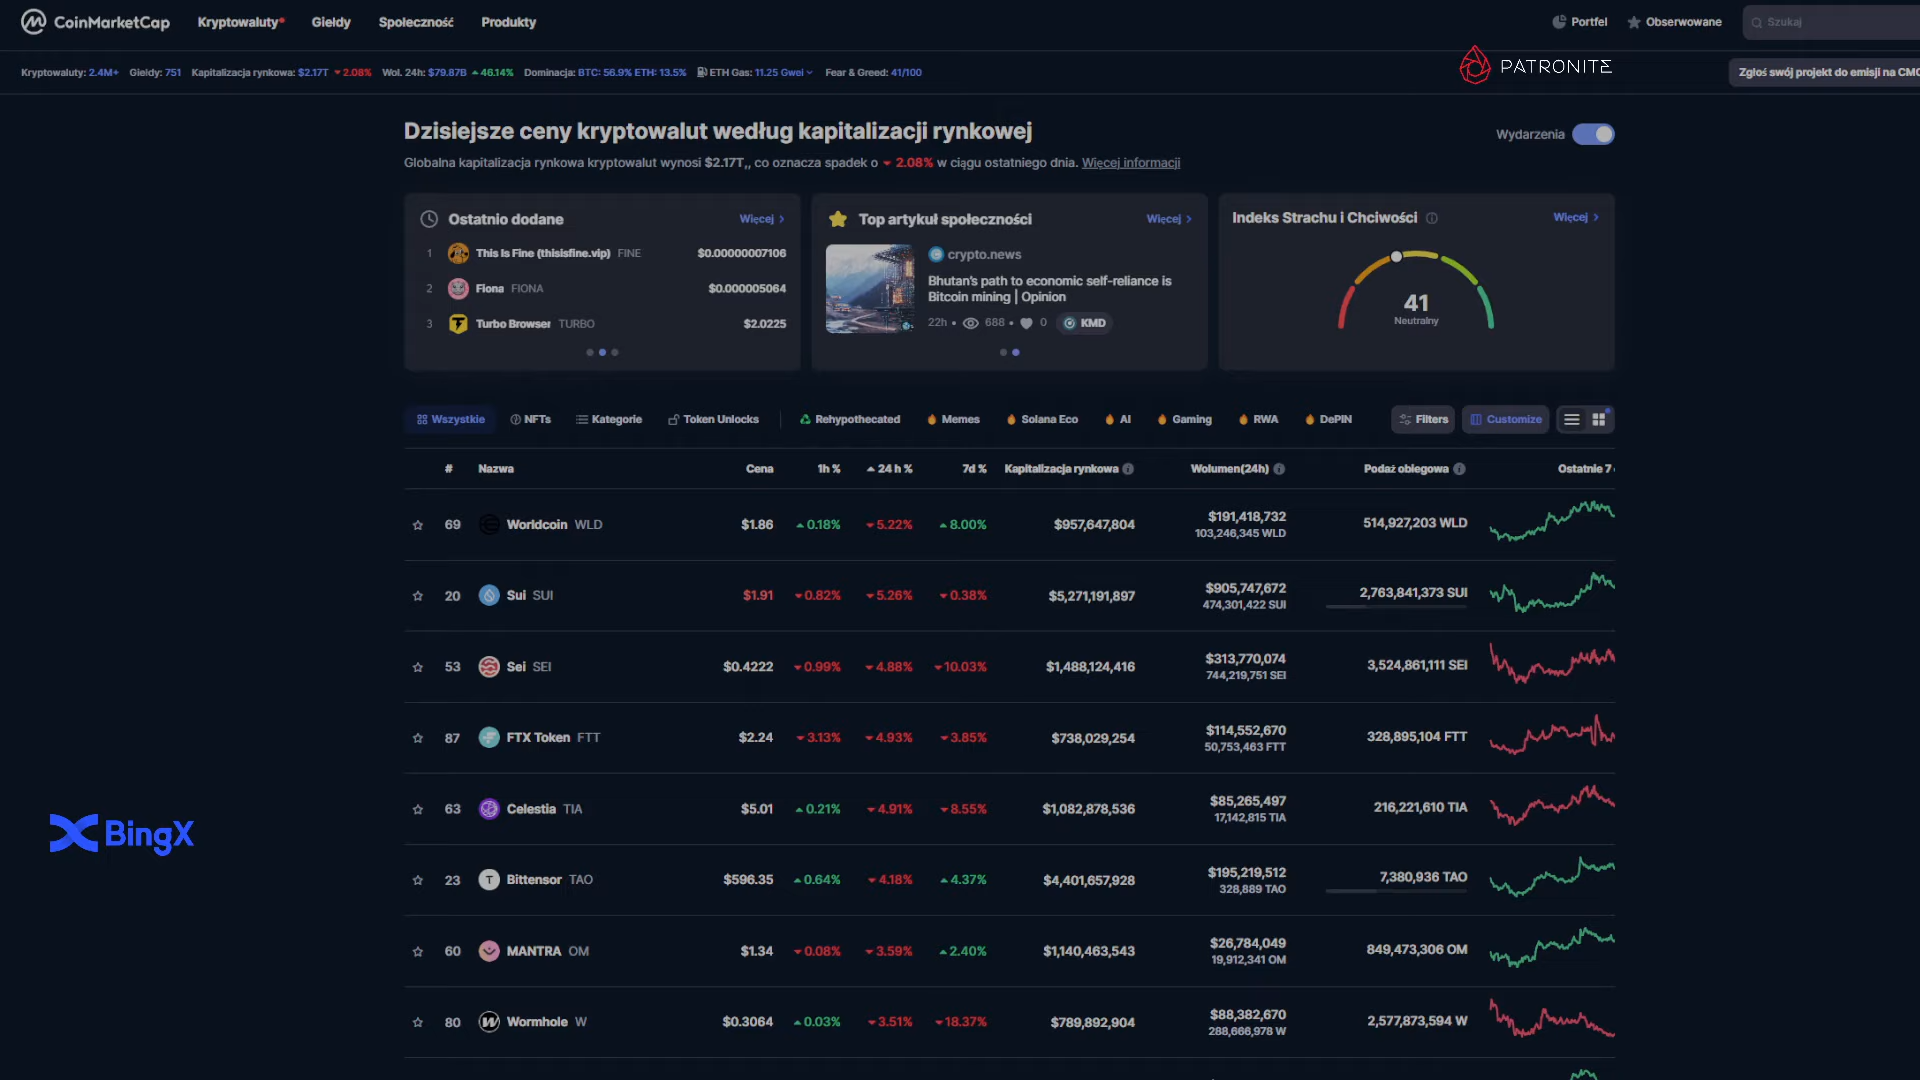 CoinMarketCap Kryptowaluty Giełdy Społeczność Produkty Portfel Obserwowane Szukaj
Kryptowaluty: 2.4M+ Giełdy: 751 Kapitalizacja rynkowa: $2.17T 2.08% Wol. 24h: $79.87B 46.14% Dominacja: BTC: 56.9% ETH: 13.5% ETH Gas: 11.25 Gwei Fear & Greed: 41/100
PATRONITE
Zgłoś swój projekt do emisji na CMC
Dzisiejsze ceny kryptowalut według kapitalizacji rynkowej
Wydarzenia
Globalna kapitalizacja rynkowa kryptowalut wynosi $2.17T,, co oznacza spadek o 2.08% w ciągu ostatniego dnia. Więcej informacji
Ostatnio dodane Więcej
1 This Is Fine (thisisfine.vip) FINE $0.00000007106
2 Fiona FIONA $0.000005064
3 Turbo Browser TURBO $2.0225
Top artykuł społeczności Więcej
crypto.news
Bhutan's path to economic self-reliance is
Bitcoin mining | Opinion
22h • 688 • 0 KMD
Indeks Strachu i Chciwości Więcej
41
Neutralny
Wszystkie NFTs Kategorie Token Unlocks Rehypothecated Memes Solana Eco AI Gaming RWA DePIN Filters Customize
# Nazwa Cena 1h % 24 h % 7d % Kapitalizacja rynkowa Wolumen(24h) Podaż obiegowa Ostatnie 7
69 Worldcoin WLD $1.86 0.18% 5.22% 8.00% $957,647,804 $191,418,732 514,927,203 WLD
103,246,345 WLD
20 Sui SUI $1.91 0.82% 5.26% 0.38% $5,271,191,897 $905,747,672 2,763,841,373 SUI
474,301,422 SUI
53 Sei SEI $0.4222 0.99% 4.88% 10.03% $1,488,124,416 $313,770,074 3,524,861,111 SEI
744,219,751 SEI
87 FTX Token FTT $2.24 3.13% 4.93% 3.85% $738,029,254 $114,552,670 328,895,104 FTT
50,753,463 FTT
63 Celestia TIA $5.01 0.21% 4.91% 8.55% $1,082,878,536 $85,265,497 216,221,610 TIA
17,142,815 TIA
BingX
23 Bittensor TAO $596.35 0.64% 4.18% 4.37% $4,401,657,928 $195,219,512 7,380,936 TAO
328,889 TAO
60 MANTRA OM $1.34 0.08% 3.59% 2.40% $1,140,463,543 $26,784,049 849,473,306 OM
19,912,341 OM
80 Wormhole W $0.3064 0.03% 3.51% 18.37% $789,892,904 $88,382,670 2,577,873,594 W
288,666,978 W